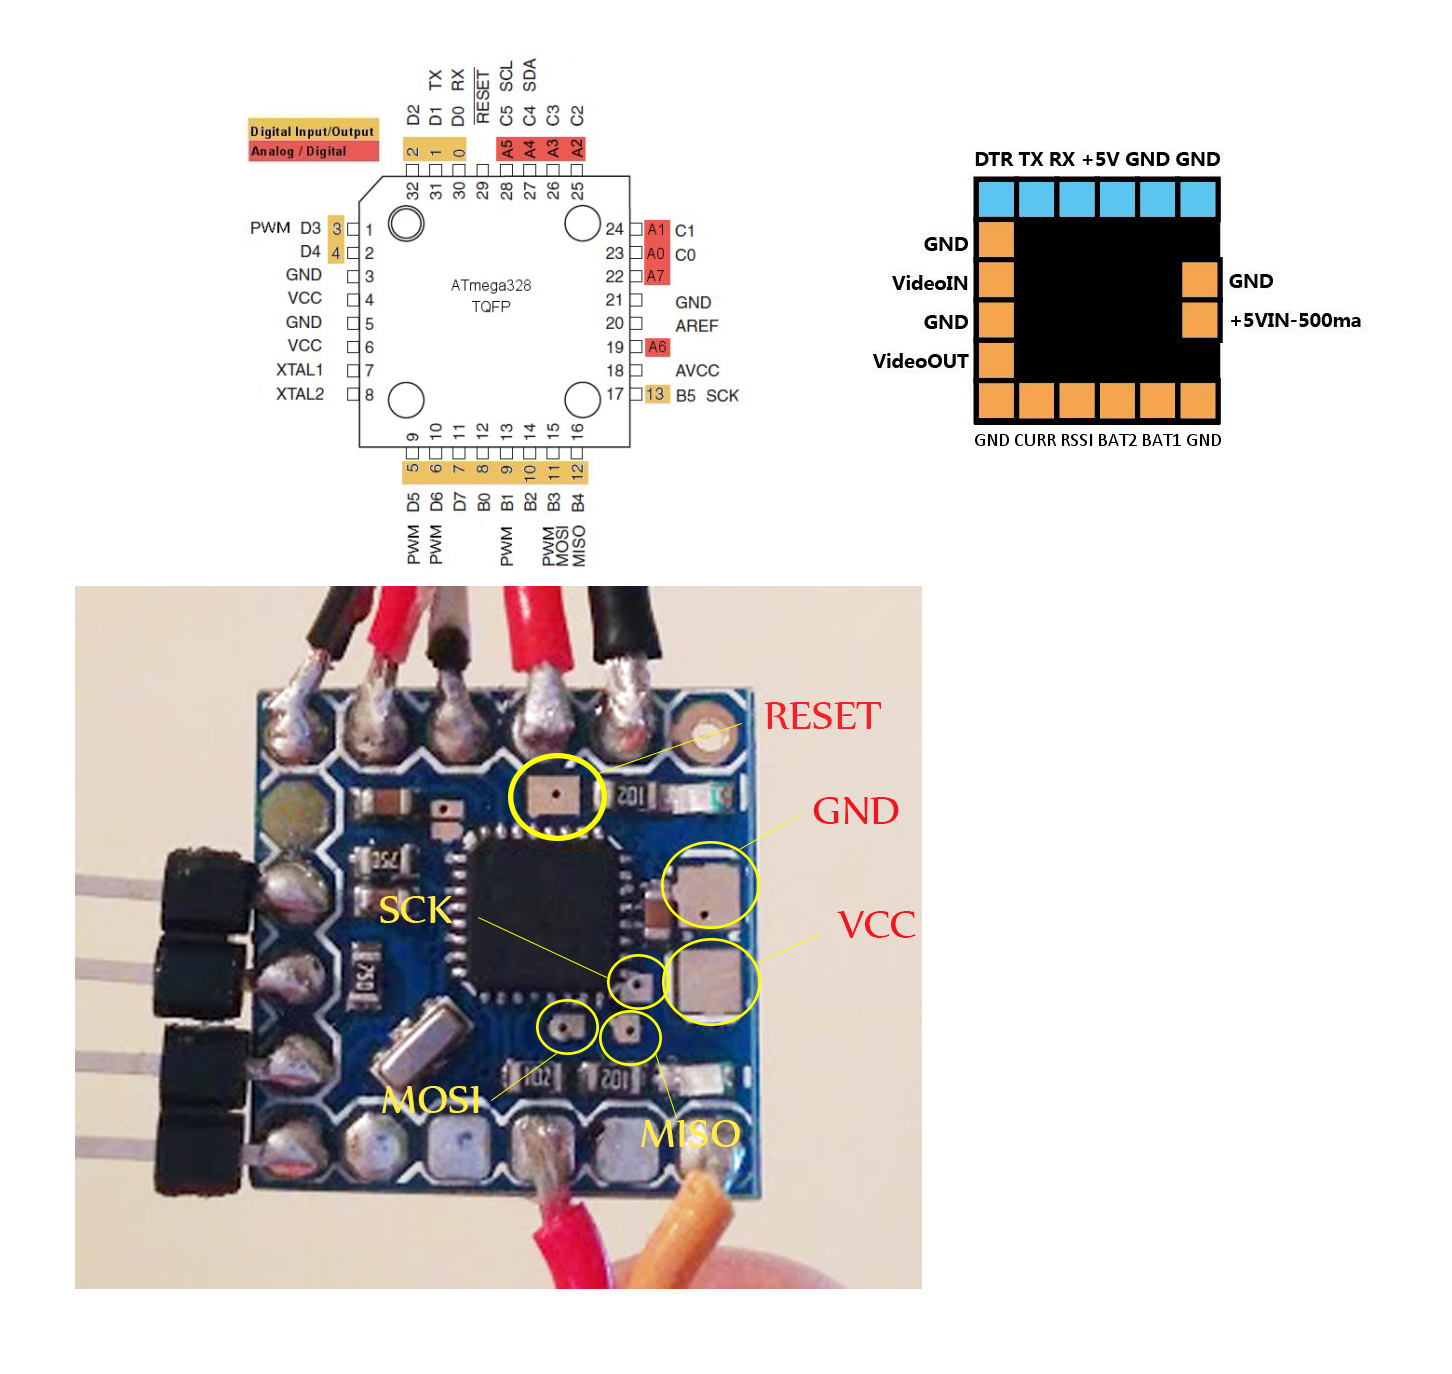 D2
D1 TX
D0 RX
RESET
C5 SCL
C4 SDA
C3
C2
Digital Input/Output
Analog / Digital
2 1 0 A5 A4 A3 A2
32 31 30 29 28 27 26 25
PWM D3 3 1
D4 4 2
GND 3
VCC 4
GND 5
VCC 6
XTAL1 7
XTAL2 8
ATmega328
TQFP
24 A1 C1
23 A0 C0
22 A7
21 GND
20 AREF
19 A6
18 AVCC
17 13 B5 SCK
9 10 11 12 13 14 15 16
5 6 7 8 9 10 11 12
PWM D5
PWM D6
D7
B0
PWM B1
B2
PWM MOSI B3
MISO B4
DTR TX RX +5V GND GND
GND
VideoIN
GND
VideoOUT
GND
+5VIN-500ma
GND CURR RSSI BAT2 BAT1 GND
RESET
GND
VCC
SCK
MOSI
MISO
102
750
750
102